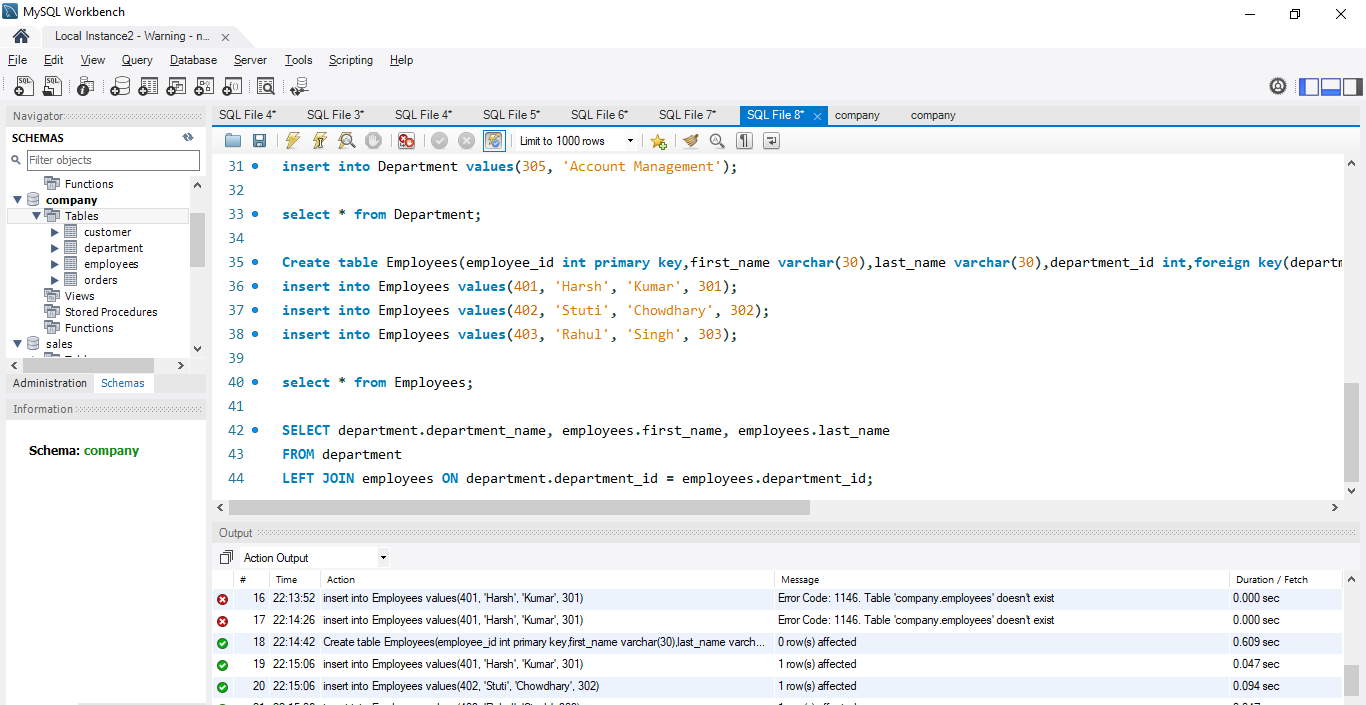 MySQL Workbench
Local Instance2 - Warning - n...
File Edit View Query Database Server Tools Scripting Help
Navigator
SCHEMAS
Filter objects
Functions
company
Tables
customer
department
employees
orders
Views
Stored Procedures
Functions
sales
Administration Schemas
Information
Schema: company
SQL File 4* SQL File 3* SQL File 4* SQL File 5* SQL File 6* SQL File 7* SQL File 8* company company
Limit to 1000 rows
31 insert into Department values(305, 'Account Management');
32
33 select * from Department;
34
35 Create table Employees(employee_id int primary key,first_name varchar(30),last_name varchar(30),department_id int,foreign key(departm
36 insert into Employees values(401, 'Harsh', 'Kumar', 301);
37 insert into Employees values(402, 'Stuti', 'Chowdhary', 302);
38 insert into Employees values(403, 'Rahul', 'Singh', 303);
39
40 select * from Employees;
41
42 SELECT department.department_name, employees.first_name, employees.last_name
43 FROM department
44 LEFT JOIN employees ON department.department_id = employees.department_id;
Output
Action Output
# Time Action Message Duration / Fetch
16 22:13:52 insert into Employees values(401, 'Harsh', 'Kumar', 301) Error Code: 1146. Table 'company.employees' doesn't exist 0.000 sec
17 22:14:26 insert into Employees values(401, 'Harsh', 'Kumar', 301) Error Code: 1146. Table 'company.employees' doesn't exist 0.000 sec
18 22:14:42 Create table Employees(employee_id int primary key,first_name varchar(30),last_name varch... 0 row(s) affected 0.609 sec
19 22:15:06 insert into Employees values(401, 'Harsh', 'Kumar', 301) 1 row(s) affected 0.047 sec
20 22:15:06 insert into Employees values(402, 'Stuti', 'Chowdhary', 302) 1 row(s) affected 0.094 sec